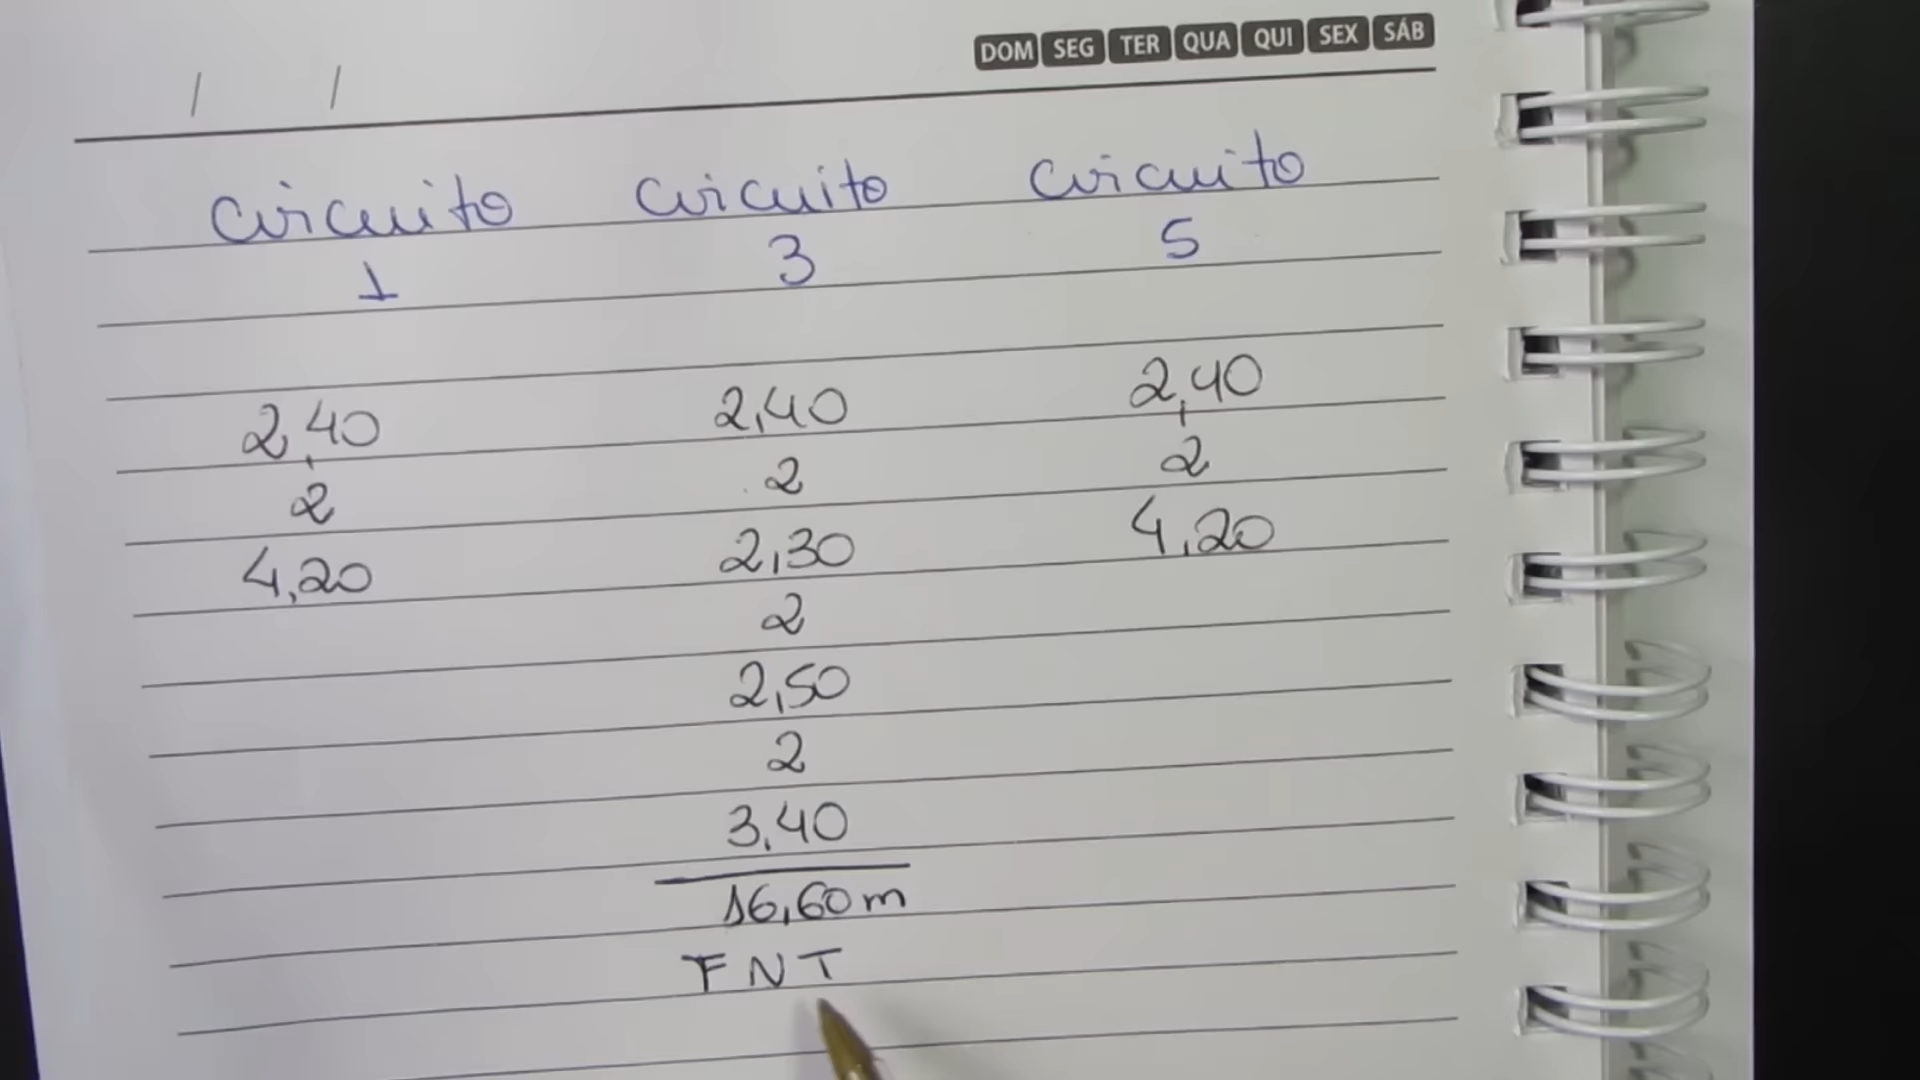 DOM SEG TER QUA QUI SEX SÁB
/ /
Circuito Circuito Circuito
1 3 5
2,40 2,40 2,40
2 2 2
4,20 2,30 4,20
2
2,50
2
3,40
16,60m
F N T